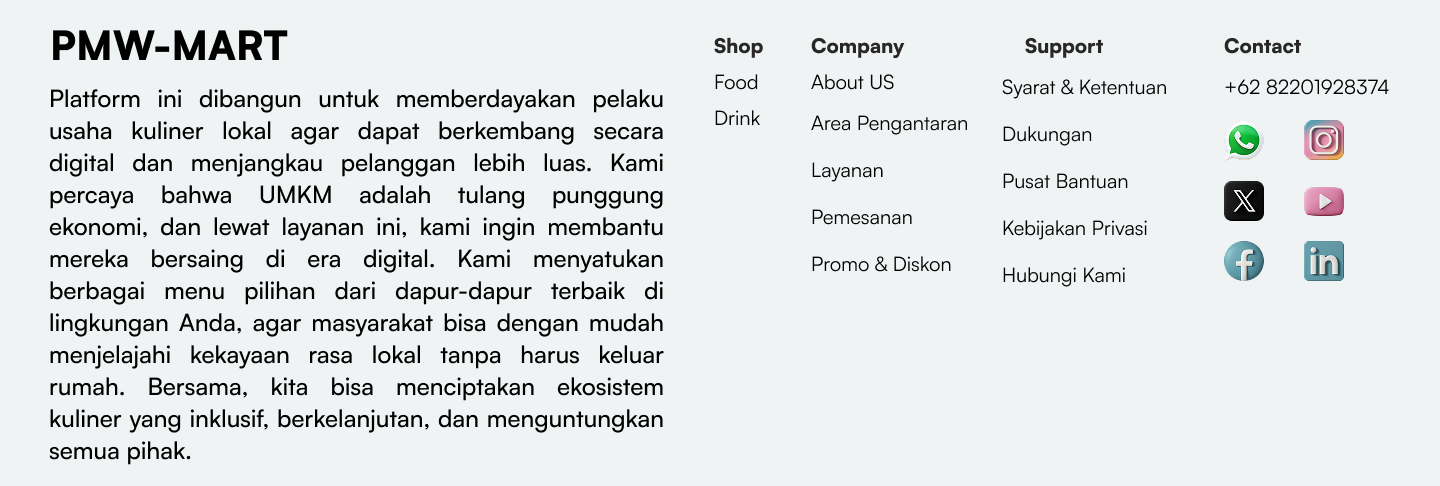 PMW-MART
Platform ini dibangun untuk memberdayakan pelaku
usaha kuliner lokal agar dapat berkembang secara
digital dan menjangkau pelanggan lebih luas. Kami
percaya bahwa UMKM adalah tulang punggung
ekonomi, dan lewat layanan ini, kami ingin membantu
mereka bersaing di era digital. Kami menyatukan
berbagai menu pilihan dari dapur-dapur terbaik di
lingkungan Anda, agar masyarakat bisa dengan mudah
menjelajahi kekayaan rasa lokal tanpa harus keluar
rumah. Bersama, kita bisa menciptakan ekosistem
kuliner yang inklusif, berkelanjutan, dan menguntungkan
semua pihak.
Shop
Food
Drink
Company
About US
Area Pengantaran
Layanan
Pemesanan
Promo & Diskon
Support
Syarat & Ketentuan
Dukungan
Pusat Bantuan
Kebijakan Privasi
Hubungi Kami
Contact
+62 82201928374